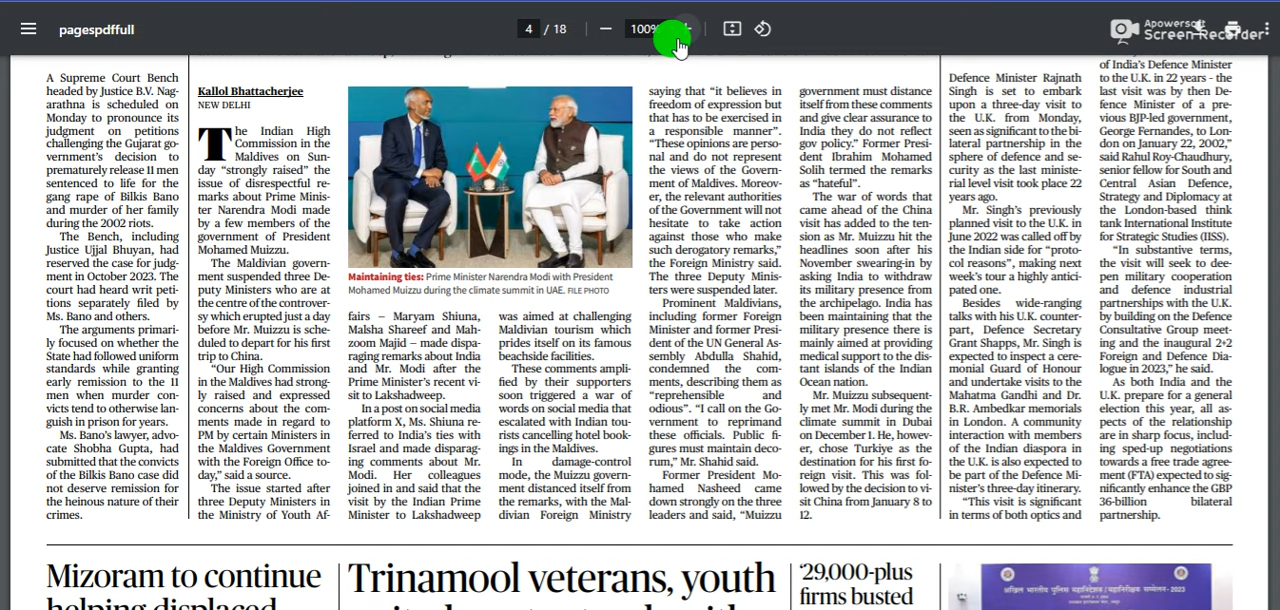 pagespdffull
4 / 18
100%
Apowersoft
Screen Recorder
A Supreme Court Bench
headed by Justice B.V. Nag-
arathna is scheduled on
Monday to pronounce its
judgment on petitions
challenging the Gujarat go-
vernment's decision to
prematurely release 11 men
sentenced to life for the
gang rape of Bilkis Bano
and murder of her family
during the 2002 riots.
The Bench, including
Justice Ujjal Bhuyan, had
reserved the case for judg-
ment in October 2023. The
court had heard writ peti-
tions separately filed by
Ms. Bano and others.
The arguments primari-
ly focused on whether the
State had followed uniform
standards while granting
early remission to the 11
men when murder con-
victs tend to otherwise lan-
guish in prison for years.
Ms. Bano's lawyer, advo-
cate Shobha Gupta, had
submitted that the convicts
of the Bilkis Bano case did
not deserve remission for
the heinous nature of their
crimes.
Kallol Bhattacherjee
NEW DELHI
The Indian High
Commission in the
Maldives on Sun-
day “strongly raised” the
issue of disrespectful re-
marks about Prime Minis-
ter Narendra Modi made
by a few members of the
government of President
Mohamed Muizzu.
The Maldivian govern-
ment suspended three De-
puty Ministers who are at
the centre of the controver-
sy which erupted just a day
before Mr. Muizzu is sche-
duled to depart for his first
trip to China.
“Our High Commission
in the Maldives had strong-
ly raised and expressed
concerns about the com-
ments made in regard to
PM by certain Ministers in
the Maldives Government
with the Foreign Office to-
day,” said a source.
The issue started after
three Deputy Ministers in
the Ministry of Youth Af-
Maintaining ties: Prime Minister Narendra Modi with President
Mohamed Muizzu during the climate summit in UAE. FILE PHOTO
fairs – Maryam Shiuna,
Malsha Shareef and Mah-
zoom Majid – made dispa-
raging remarks about India
and Mr. Modi after the
Prime Minister's recent vi-
sit to Lakshadweep.
In a post on social media
platform X, Ms. Shiuna re-
ferred to India's ties with
Israel and made disparag-
ing comments about Mr.
Modi. Her colleagues
joined in and said that the
visit by the Indian Prime
Minister to Lakshadweep
was aimed at challenging
Maldivian tourism which
prides itself on its famous
beachside facilities.
These comments ampli-
fied by their supporters
soon triggered a war of
words on social media that
escalated with Indian tou-
rists cancelling hotel book-
ings in the Maldives.
In damage-control
mode, the Muizzu govern-
ment distanced itself from
the remarks, with the Mal-
divian Foreign Ministry
saying that “it believes in
freedom of expression but
that has to be exercised in
a responsible manner”.
“These opinions are perso-
nal and do not represent
the views of the Govern-
ment of Maldives. Moreov-
er, the relevant authorities
of the Government will not
hesitate to take action
against those who make
such derogatory remarks,”
the Foreign Ministry said.
The three Deputy Minis-
ters were suspended later.
Prominent Maldivians,
including former Foreign
Minister and former Presi-
dent of the UN General As-
sembly Abdulla Shahid,
condemned the com-
ments, describing them as
“reprehensible and
odious”. “I call on the Go-
vernment to reprimand
these officials. Public fi-
gures must maintain deco-
rum,” Mr. Shahid said.
Former President Mo-
hamed Nasheed came
down strongly on the three
leaders and said, “Muizzu
government must distance
itself from these comments
and give clear assurance to
India they do not reflect
gov policy.” Former Presi-
dent Ibrahim Mohamed
Solih termed the remarks
as “hateful”.
The war of words that
came ahead of the China
visit has added to the ten-
sion as Mr. Muizzu hit the
headlines soon after his
November swearing-in by
asking India to withdraw
its military presence from
the archipelago. India has
been maintaining that the
military presence there is
mainly aimed at providing
medical support to the dis-
tant islands of the Indian
Ocean nation.
Mr. Muizzu subsequent-
ly met Mr. Modi during the
climate summit in Dubai
on December 1. He, howev-
er, chose Turkiye as the
destination for his first fo-
reign visit. This was fol-
lowed by the decision to vi-
sit China from January 8 to
12.
Defence Minister Rajnath
Singh is set to embark
upon a three-day visit to
the U.K. from Monday,
seen as significant to the bi-
lateral partnership in the
sphere of defence and se-
curity as the last ministe-
rial level visit took place 22
years ago.
Mr. Singh's previously
planned visit to the U.K. in
June 2022 was called off by
the Indian side for “proto-
col reasons”, making next
week's tour a highly antici-
pated one.
Besides wide-ranging
talks with his U.K. counter-
part, Defence Secretary
Grant Shapps, Mr. Singh is
expected to inspect a cere-
monial Guard of Honour
and undertake visits to the
Mahatma Gandhi and Dr.
B.R. Ambedkar memorials
in London. A community
interaction with members
of the Indian diaspora in
the U.K. is also expected to
be part of the Defence Mi-
nister's three-day itinerary.
“This visit is significant
in terms of both optics and
of India's Defence Minister
to the U.K. in 22 years - the
last visit was by then De-
fence Minister of a pre-
vious BJP-led government,
George Fernandes, to Lon-
don on January 22, 2002,”
said Rahul Roy-Chaudhury,
senior fellow for South and
Central Asian Defence,
Strategy and Diplomacy at
the London-based think
tank International Institute
for Strategic Studies (IISS).
“In substantive terms,
the visit will seek to dee-
pen military cooperation
and defence industrial
partnerships with the U.K.
by building on the Defence
Consultative Group meet-
ing and the inaugural 2+2
Foreign and Defence Dia-
logue in 2023,” he said.
As both India and the
U.K. prepare for a general
election this year, all as-
pects of the relationship
are in sharp focus, includ-
ing sped-up negotiations
towards a free trade agree-
ment (FTA) expected to sig-
nificantly enhance the GBP
36-billion bilateral
partnership.
Mizoram to continue
helping displaced
Trinamool veterans, youth
‘29,000-plus
firms busted
अखिल भारतीय पुलिस महानिदेशक/महानिरीक्षक सम्मेलन-2023